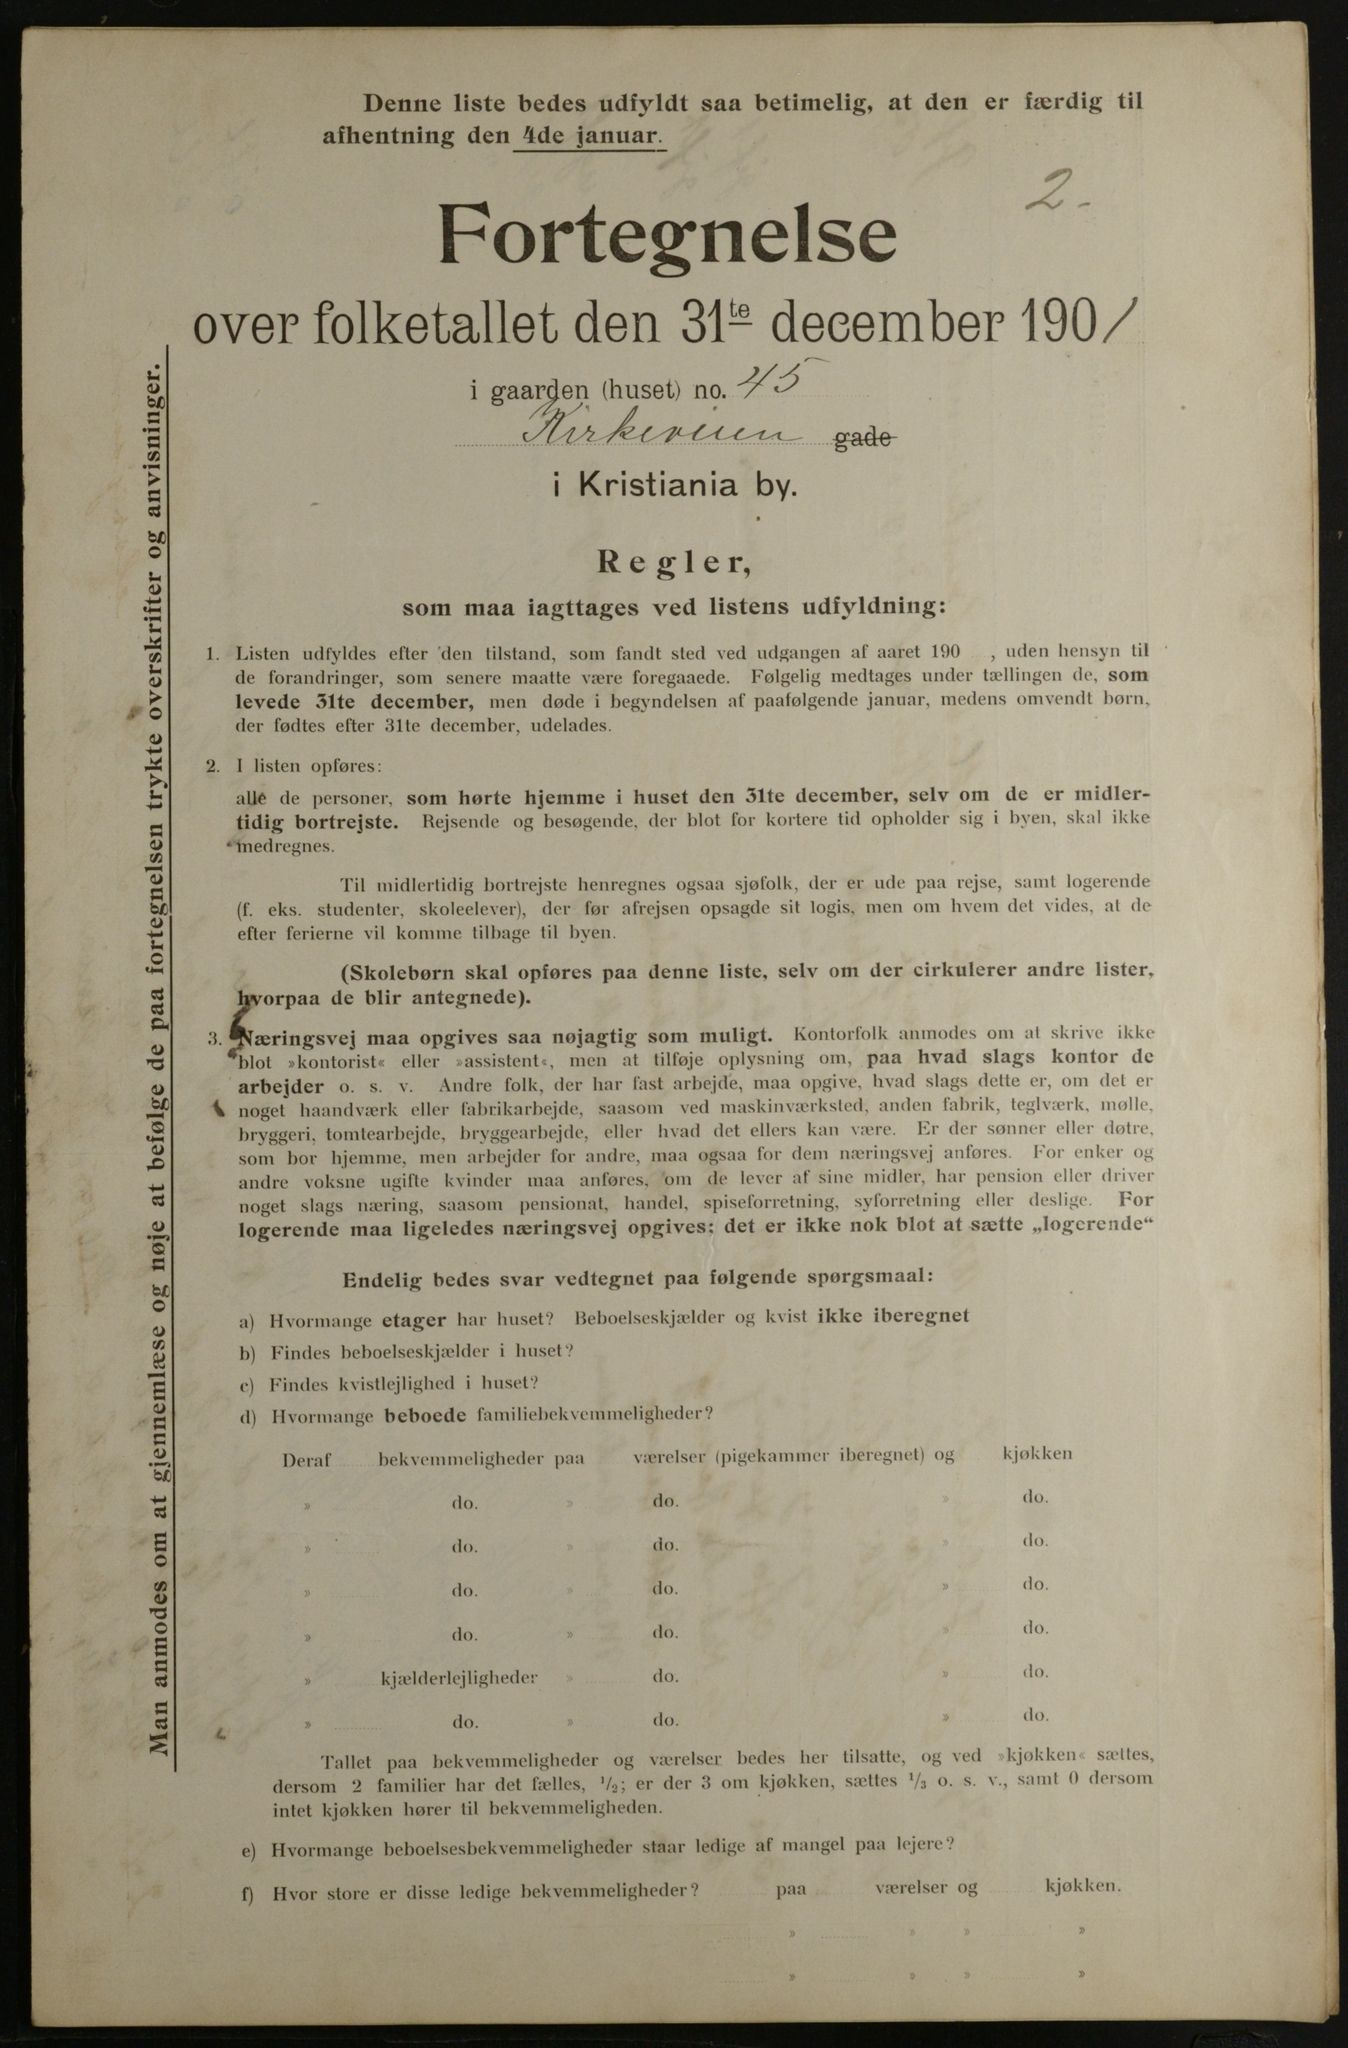 Denne liste bedes udfyldt saa betimelig, at den er færdig til
afhentning den 4de januar.
2.
Fortegnelse
over folketallet den 31te december 1901
i gaarden (huset) no. 45
Kirkeveien gade
i Kristiania by.
Regler,
som maa iagttages ved listens udfyldning:
1. Listen udfyldes efter den tilstand, som fandt sted ved udgangen af aaret 190 , uden hensyn til
de forandringer, som senere maatte være foregaaede. Følgelig medtages under tællingen de, som
levede 31te december, men døde i begyndelsen af paafølgende januar, medens omvendt børn,
der fødtes efter 31te december, udelades.
2. I listen opføres:
alle de personer, som hørte hjemme i huset den 31te december, selv om de er midler-
tidig bortrejste. Rejsende og besøgende, der blot for kortere tid opholder sig i byen, skal ikke
medregnes.
Til midlertidig bortrejste henregnes ogsaa sjøfolk, der er ude paa rejse, samt logerende
(f. eks. studenter, skoleelever), der før afrejsen opsagde sit logis, men om hvem det vides, at de
efter ferierne vil komme tilbage til byen.
(Skolebørn skal opføres paa denne liste, selv om der cirkulerer andre lister,
hvorpaa de blir antegnede).
3. Næringsvej maa opgives saa nøjagtig som muligt. Kontorfolk anmodes om at skrive ikke
blot »kontorist« eller »assistent«, men at tilføje oplysning om, paa hvad slags kontor de
arbejder o. s. v. Andre folk, der har fast arbejde, maa opgive, hvad slags dette er, om det er
noget haandværk eller fabrikarbejde, saasom ved maskinværksted, anden fabrik, teglværk, mølle,
bryggeri, tomtearbejde, bryggearbejde, eller hvad det ellers kan være. Er der sønner eller døtre,
som bor hjemme, men arbejder for andre, maa ogsaa for dem næringsvej anføres. For enker og
andre voksne ugifte kvinder maa anføres, om de lever af sine midler, har pension eller driver
noget slags næring, saasom pensionat, handel, spiseforretning, syforretning eller deslige. For
logerende maa ligeledes næringsvej opgives; det er ikke nok blot at sætte „logerende“
Endelig bedes svar vedtegnet paa følgende spørgsmaal:
a) Hvormange etager har huset? Beboelseskjælder og kvist ikke iberegnet
b) Findes beboelseskjælder i huset?
c) Findes kvistlejlighed i huset?
d) Hvormange beboede familiebekvemmeligheder?
Deraf bekvemmeligheder paa værelser (pigekammer iberegnet) og kjøkken
» do. » do. » do.
» do. » do. » do.
» do. » do. » do.
» do. » do. » do.
» kjælderlejligheder » do. » do.
» do. » do. » do.
Tallet paa bekvemmeligheder og værelser bedes her tilsatte, og ved »kjøkken« sættes,
dersom 2 familier har det fælles, 1/2; er der 3 om kjøkken, sættes 1/3 o. s. v., samt 0 dersom
intet kjøkken hører til bekvemmeligheden.
e) Hvormange beboelsesbekvemmeligheder staar ledige af mangel paa lejere?
f) Hvor store er disse ledige bekvemmeligheder? paa værelser og kjøkken.
» » » »
» » » »
Man anmodes om at gjennemlæse og nøje at befølge de paa fortegnelsen trykte overskrifter og anvisninger.